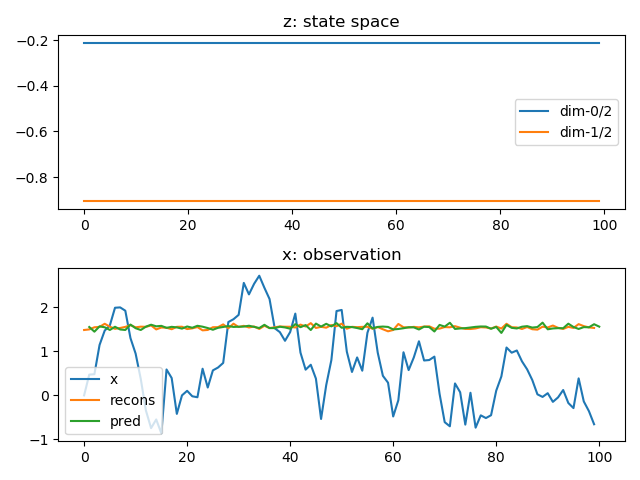 z: state space
−0.2
−0.4
−0.6
−0.8
dim-0/2
dim-1/2
0
20
40
60
80
100
x: observation
2
1
0
−1
x
recons
pred
0
20
40
60
80
100